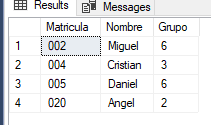 Results Messages
Matricula Nombre Grupo
1 002 Miguel 6
2 004 Cristian 3
3 005 Daniel 6
4 020 Angel 2